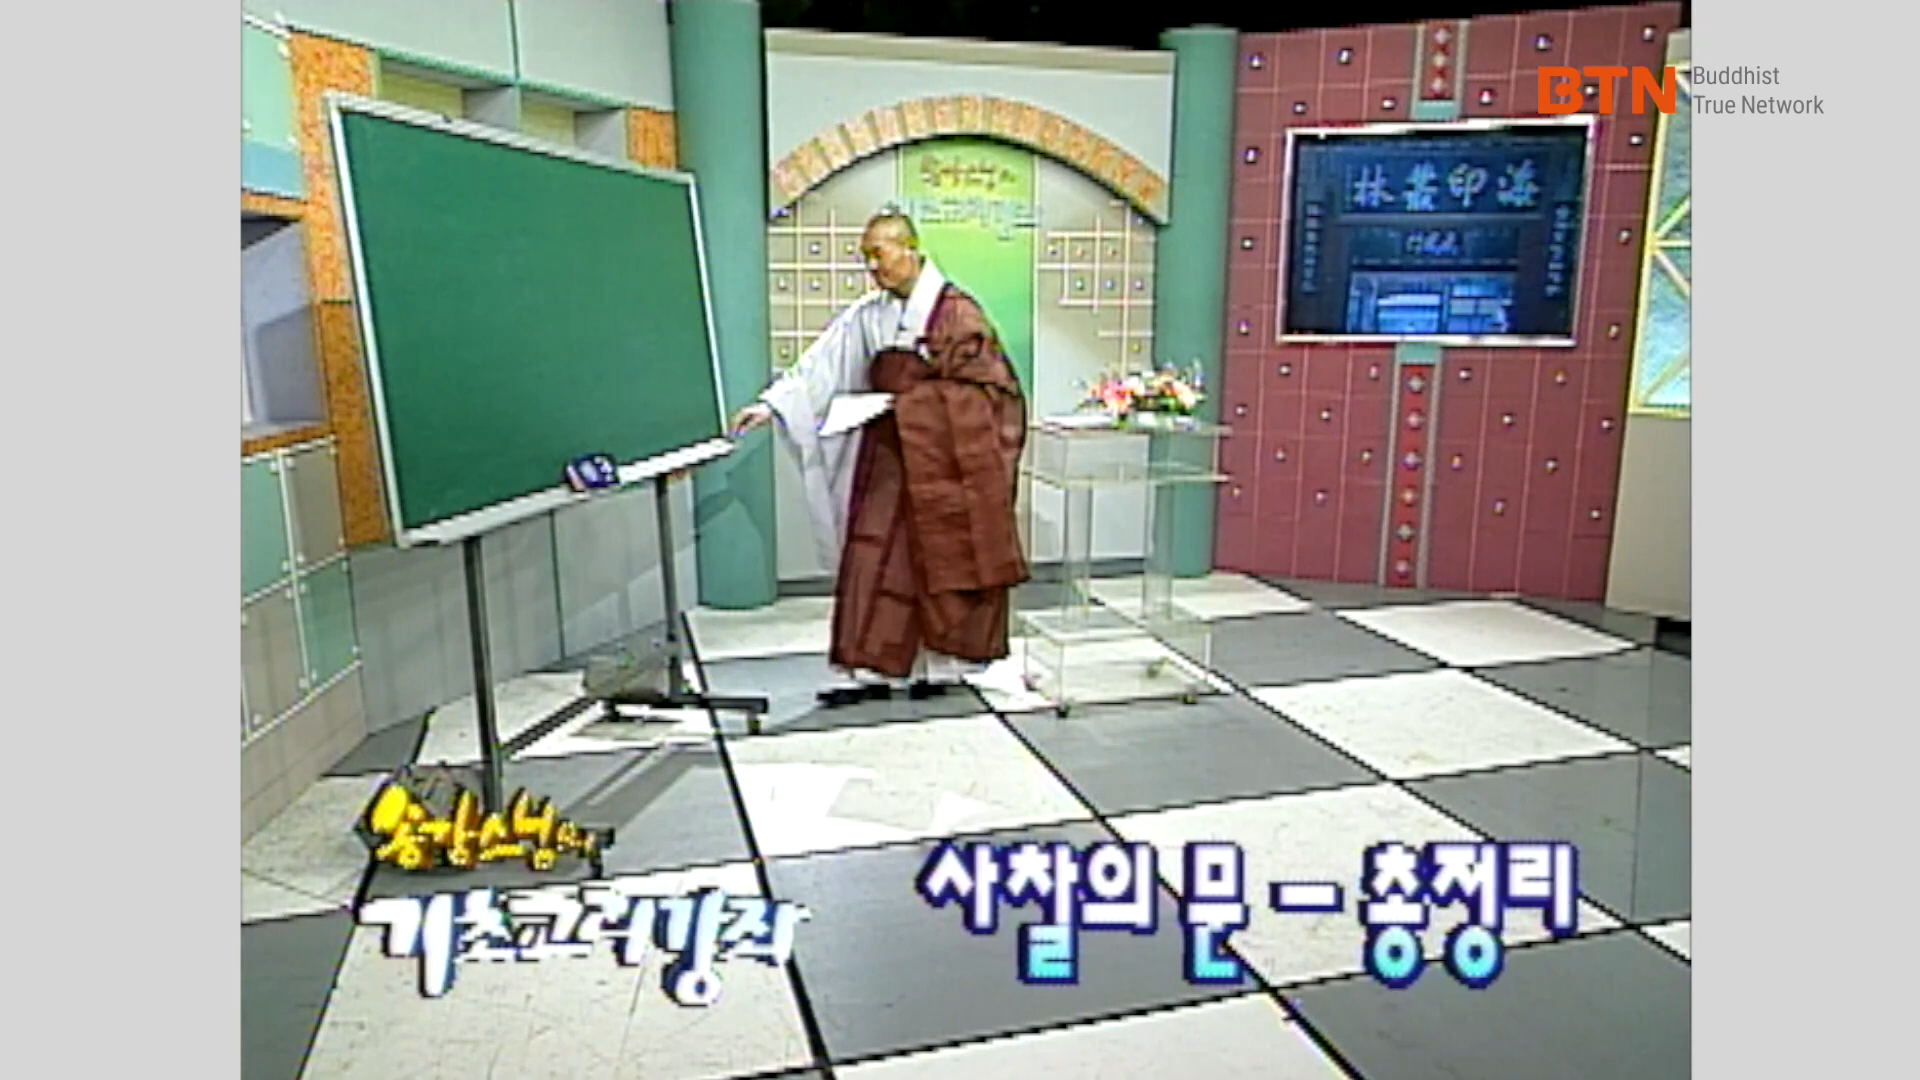 BTN
Buddhist
True Network
林叢印海
송강스님의
기초교리강좌
사찰의 문 - 총정리